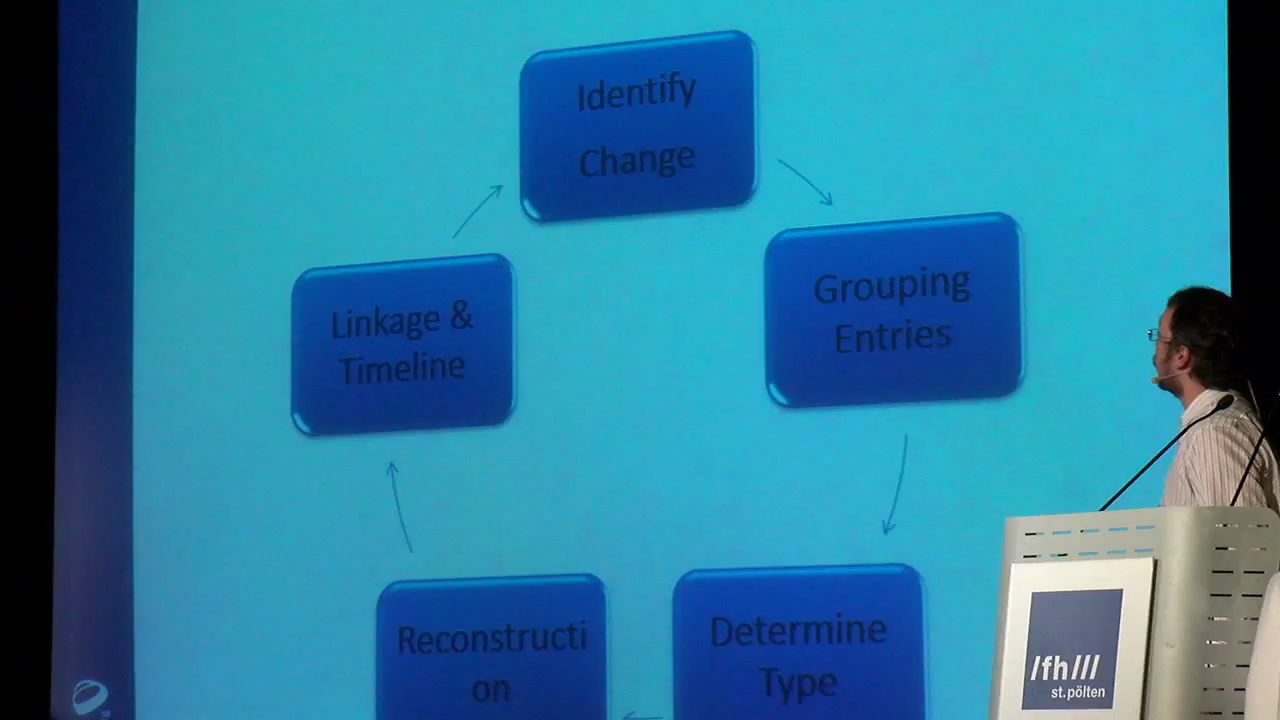 Identify
Change
Grouping
Entries
Linkage &
Timeline
Reconstructi
on
Determine
Type
/fh///
st.pölten